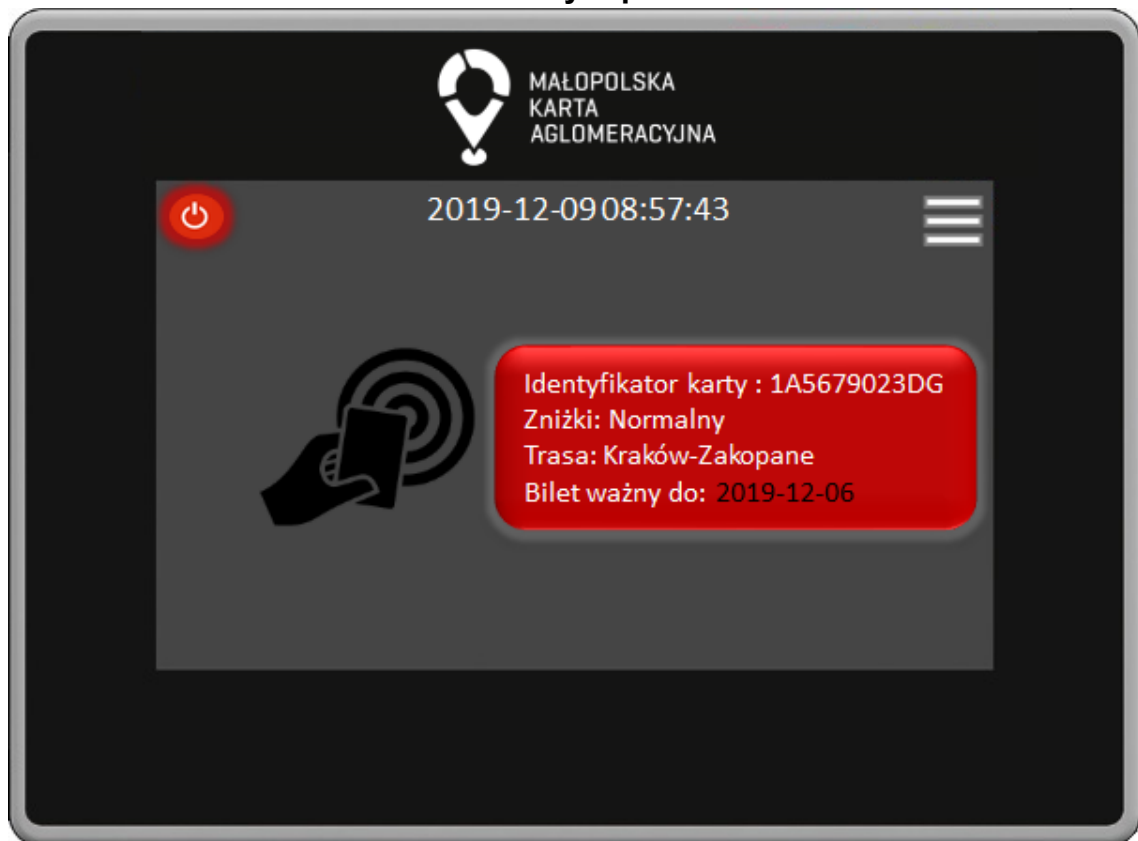 MAŁOPOLSKA
KARTA
AGLOMERACYJNA
2019-12-09 08:57:43
Identyfikator karty : 1A5679023DG
Zniżki: Normalny
Trasa: Kraków-Zakopane
Bilet ważny do: 2019-12-06